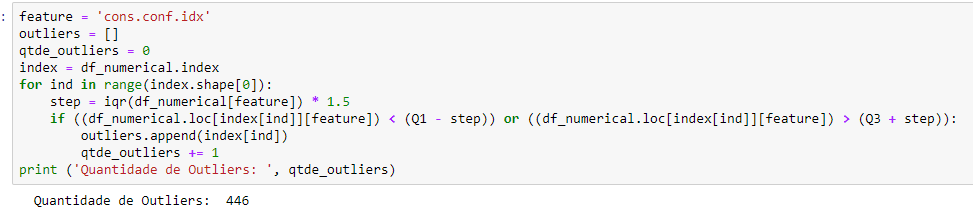 : feature = 'cons.conf.idx'
outliers = []
qtde_outliers = 0
index = df_numerical.index
for ind in range(index.shape[0]):
    step = iqr(df_numerical[feature]) * 1.5
    if ((df_numerical.loc[index[ind]][feature]) < (Q1 - step)) or ((df_numerical.loc[index[ind]][feature]) > (Q3 + step)):
        outliers.append(index[ind])
        qtde_outliers += 1
print ('Quantidade de Outliers: ', qtde_outliers)
Quantidade de Outliers:  446